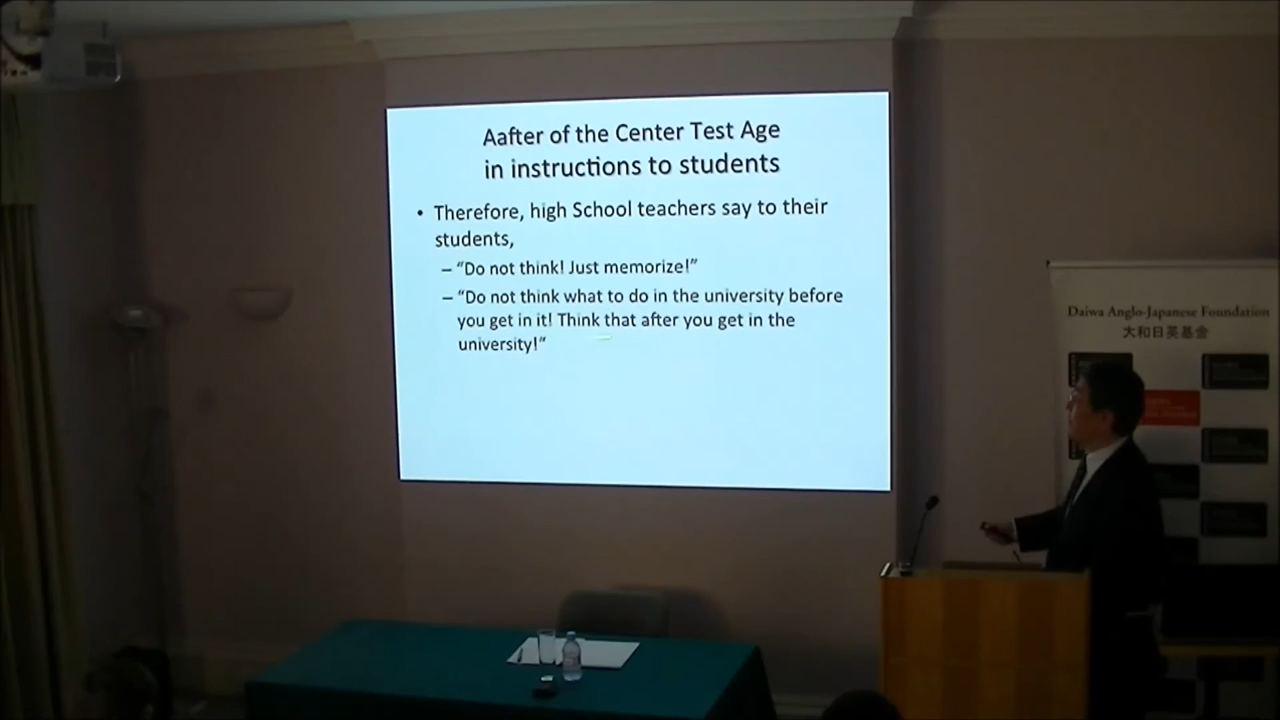 Aafter of the Center Test Age
in instructions to students
• Therefore, high School teachers say to their
students,
– “Do not think! Just memorize!”
– “Do not think what to do in the university before
you get in it! Think that after you get in the
university!”
Daiwa Anglo-Japanese Foundation
大和日英基金